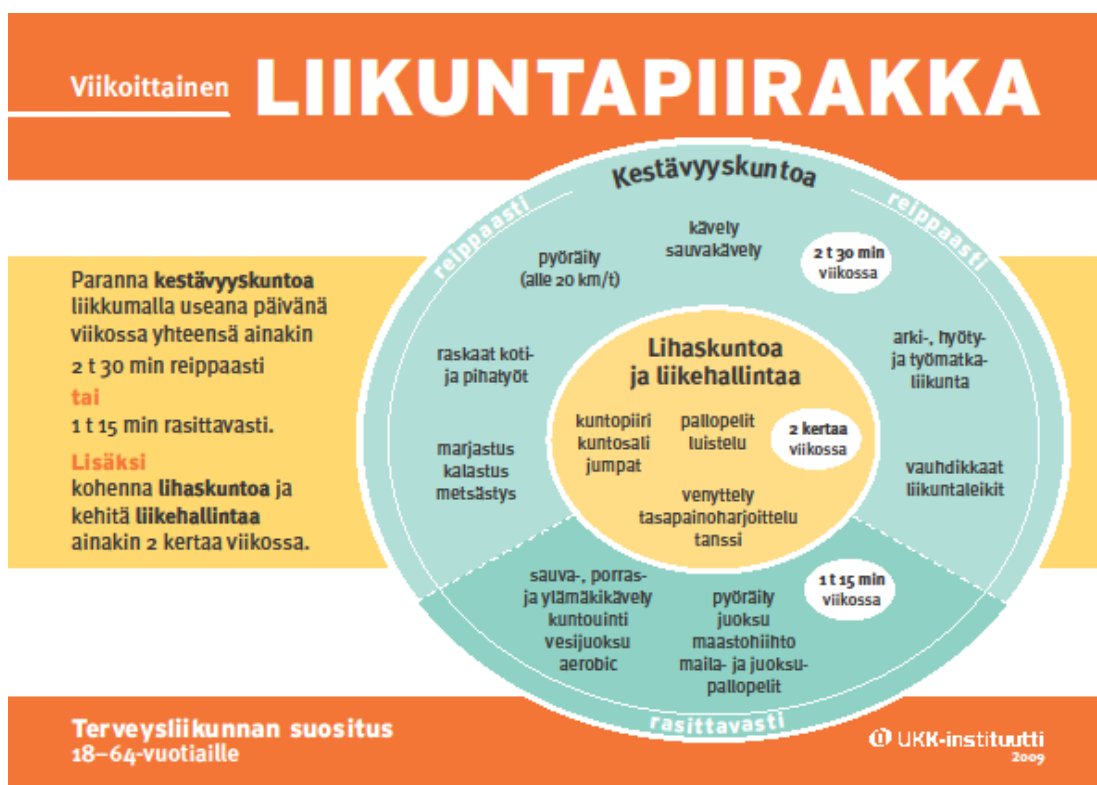 Viikoittainen LIIKUNTAPIIRAKKA
Paranna kestävyyskuntoa
liikkumalla useana päivänä
viikossa yhteensä ainakin
2 t 30 min reippaasti
tai
1 t 15 min rasittavasti.
Lisäksi
kohenna lihaskuntoa ja
kehitä liikehallintaa
ainakin 2 kertaa viikossa.
Kestävyyskuntoa
reippaasti
reippaasti
kävely
sauvakävely
2 t 30 min
viikossa
pyöräily
(alle 20 km/t)
raskaat koti-
ja pihatyöt
marjastus
kalastus
metsästys
arki-, hyöty-
ja työmatka-
liikunta
vauhdikkaat
liikuntaleikit
Lihaskuntoa
ja liikehallintaa
kuntopiiri
kuntosali
jumpat
pallopelit
luistelu
2 kertaa
viikossa
venyttely
tasapainoharjoittelu
tanssi
sauva-, porras-
ja ylämäkikävely
kuntouinti
vesijuoksu
aerobic
pyöräily
juoksu
maastohiihto
maila- ja juoksu-
pallopelit
1 t 15 min
viikossa
rasittavasti
Terveysliikunnan suositus
18–64-vuotiaille
UKK-instituutti
2009